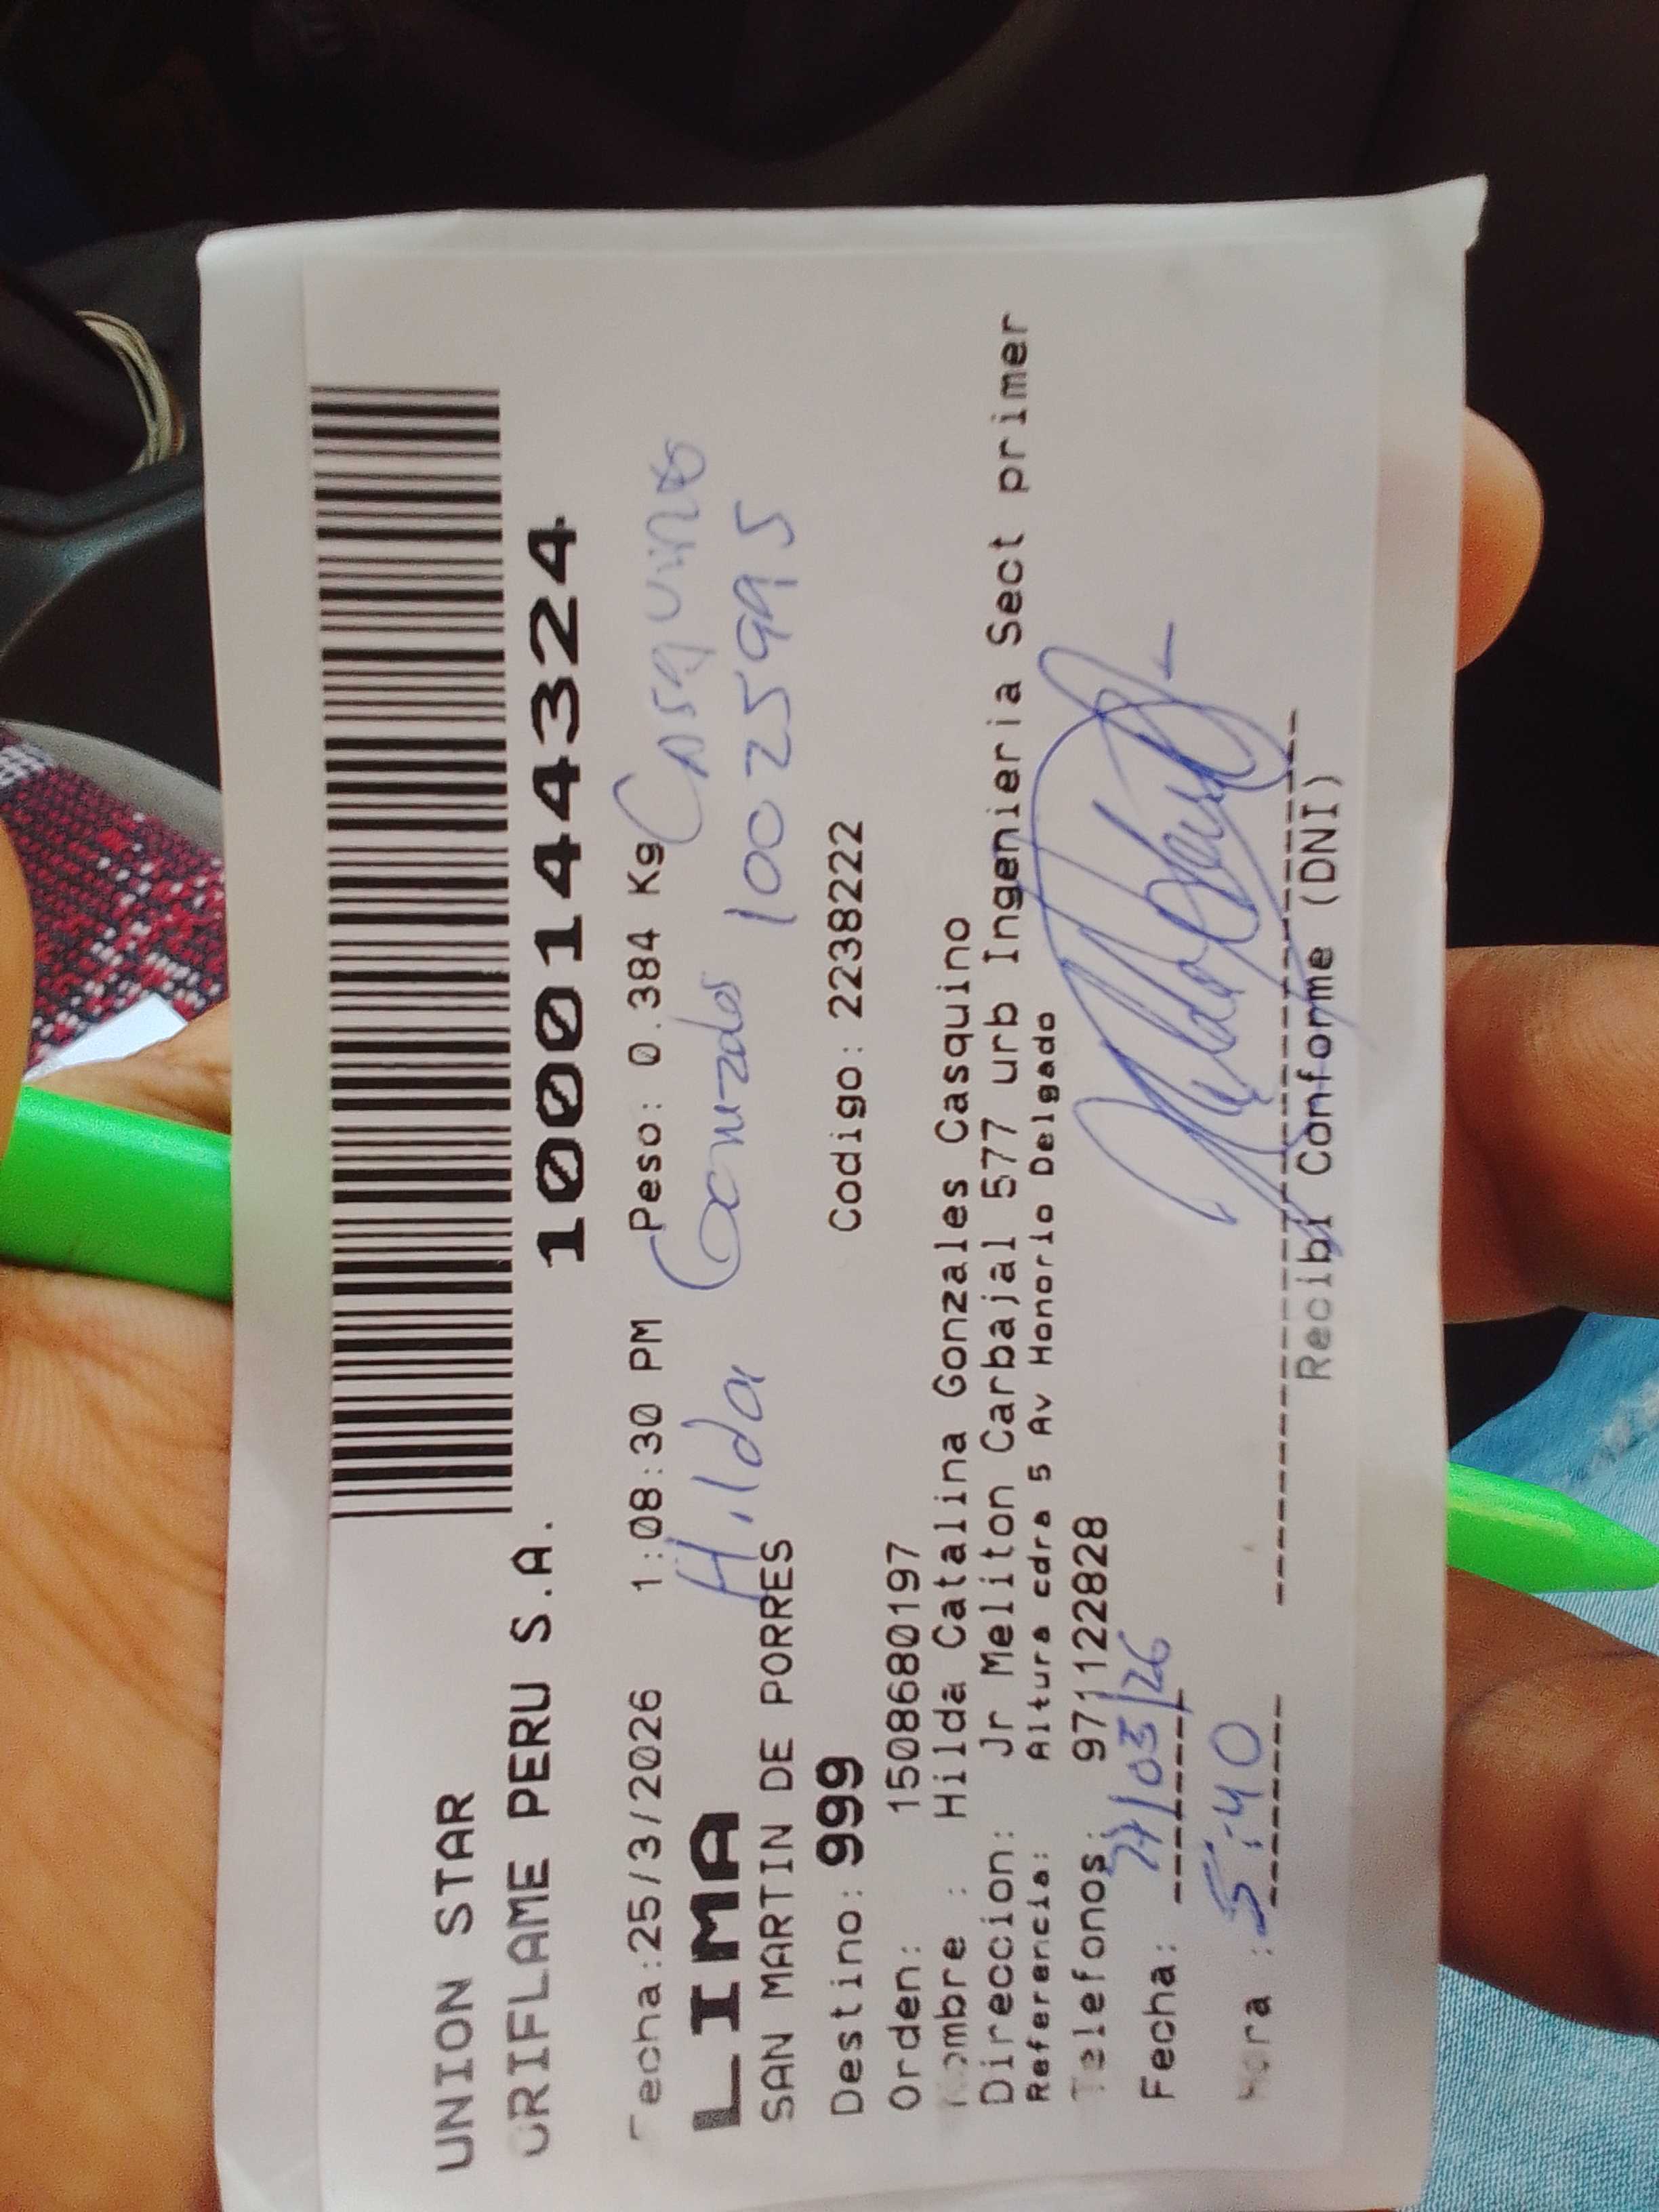 UNION STAR
ORIFLAME PERU S.A.
100144324
Fecha:25/3/2026 1:08:30 PM Peso: 0.384 Kg
LIMA
Hilda Gonzales Casquino
10025995
SAN MARTIN DE PORRES
Destino: 999 Codigo: 2238222
Orden: 1508680197
Nombre : Hilda Catalina Gonzales Casquino
Direccion: Jr Meliton Carbajal 577 urb Ingenieria Sect primer
Referencia: Altura cdra 5 Av Honorio Delgado
Telefonos: 971122828
Fecha: 27/03/26
Hora : 5:40
Recibi Conforme (DNI)